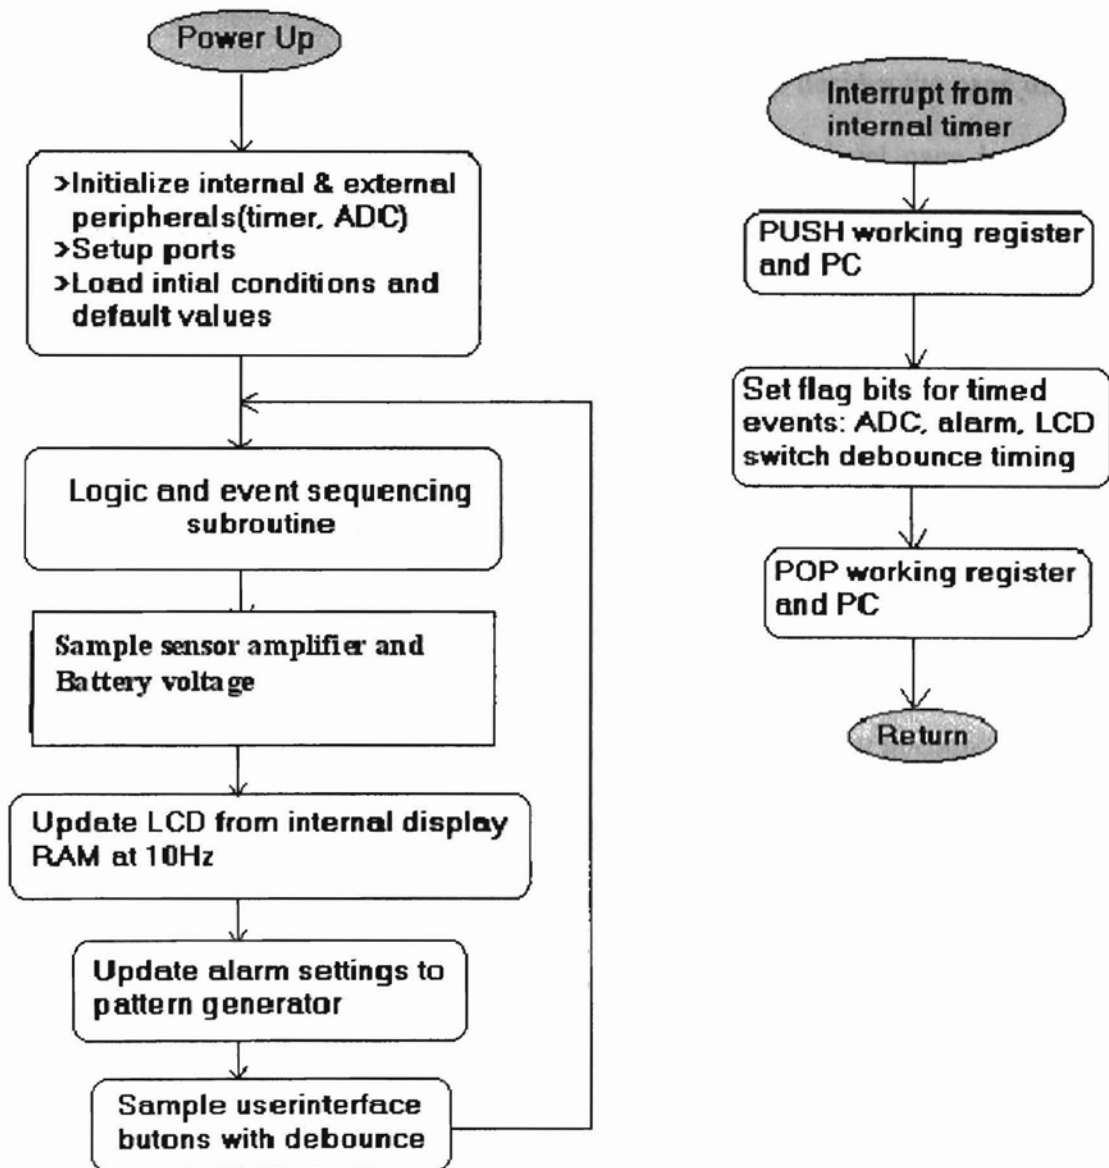 Power Up
>Initialize internal & external
peripherals(timer, ADC)
>Setup ports
>Load intial conditions and
default values
Logic and event sequencing
subroutine
Sample sensor amplifier and
Battery voltage
Update LCD from internal display
RAM at 10Hz
Update alarm settings to
pattern generator
Sample userinterface
butons with debounce
Interrupt from
internal timer
PUSH working register
and PC
Set flag bits for timed
events: ADC, alarm, LCD
switch debounce timing
POP working register
and PC
Return